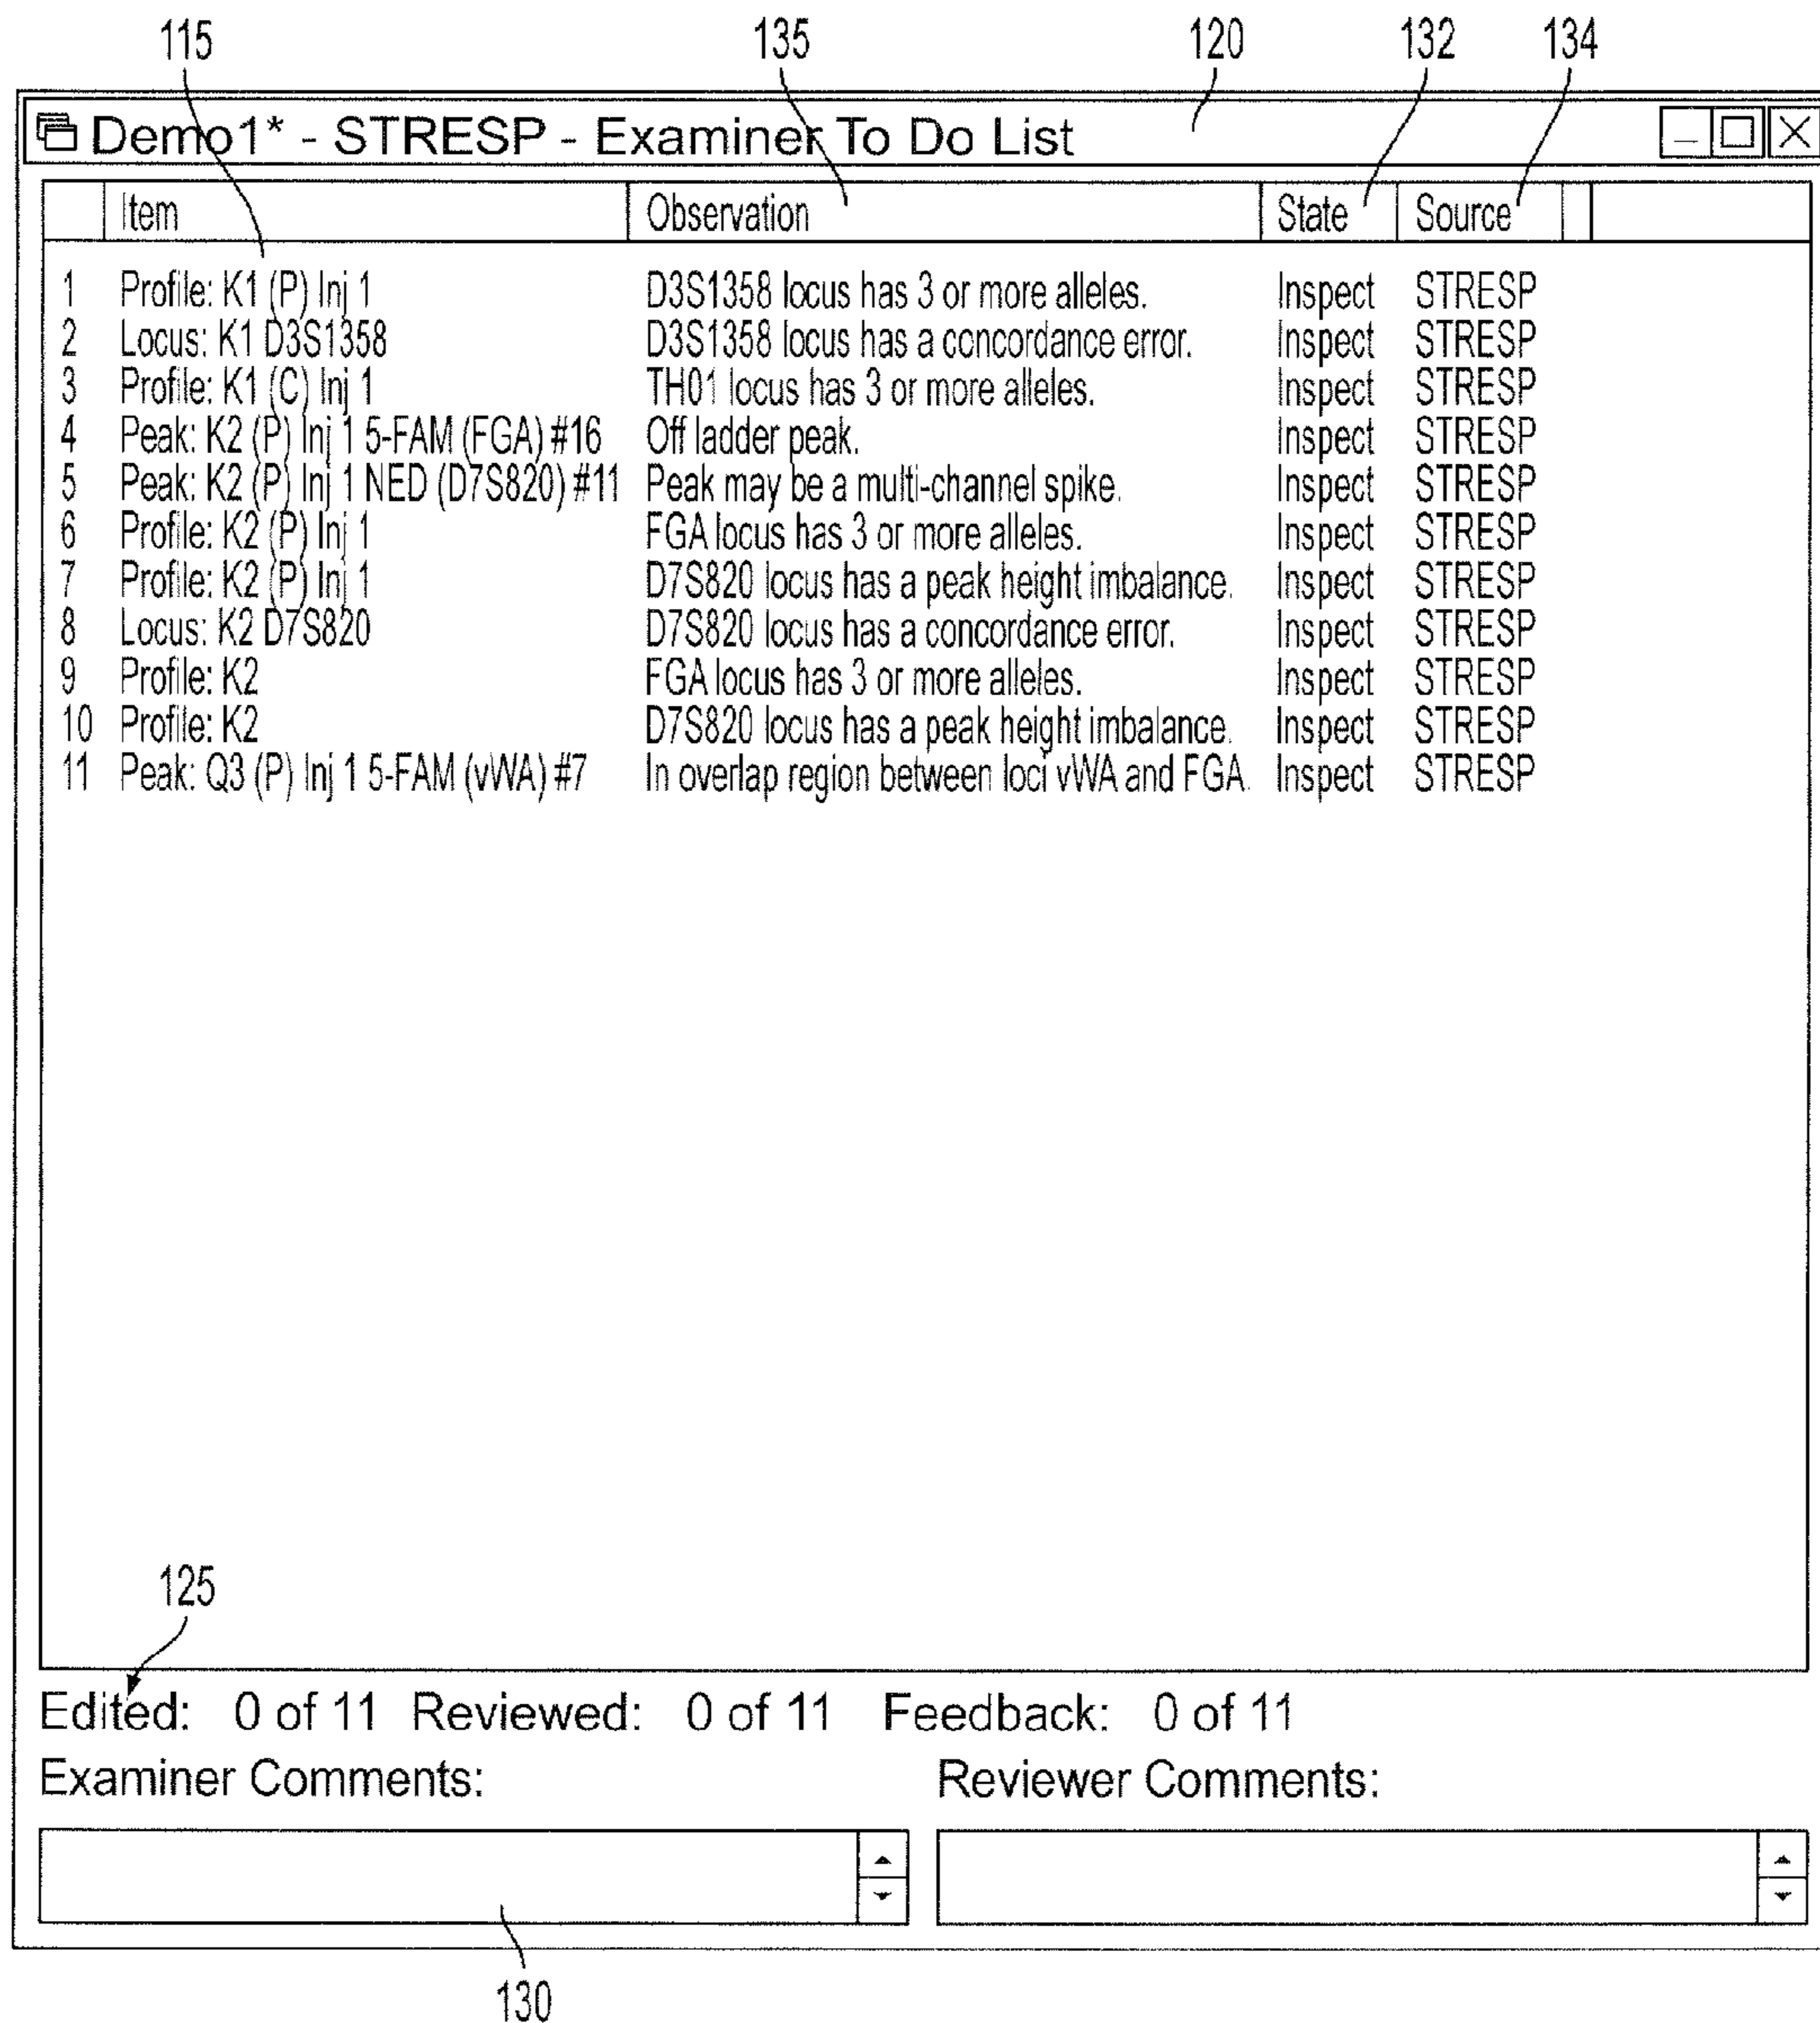 115 135 120 132 134
Demo1* - STRESP - Examiner To Do List
Item Observation State Source
1 Profile: K1 (P) Inj 1 D3S1358 locus has 3 or more alleles. Inspect STRESP
2 Locus: K1 D3S1358 D3S1358 locus has a concordance error. Inspect STRESP
3 Profile: K1 (C) Inj 1 TH01 locus has 3 or more alleles. Inspect STRESP
4 Peak: K2 (P) Inj 1 5-FAM (FGA) #16 Off ladder peak. Inspect STRESP
5 Peak: K2 (P) Inj 1 NED (D7S820) #11 Peak may be a multi-channel spike. Inspect STRESP
6 Profile: K2 (P) Inj 1 FGA locus has 3 or more alleles. Inspect STRESP
7 Profile: K2 (P) Inj 1 D7S820 locus has a peak height imbalance. Inspect STRESP
8 Locus: K2 D7S820 D7S820 locus has a concordance error. Inspect STRESP
9 Profile: K2 FGA locus has 3 or more alleles. Inspect STRESP
10 Profile: K2 D7S820 locus has a peak height imbalance. Inspect STRESP
11 Peak: Q3 (P) Inj 1 5-FAM (vWA) #7 In overlap region between loci vWA and FGA. Inspect STRESP
125
Edited: 0 of 11 Reviewed: 0 of 11 Feedback: 0 of 11
Examiner Comments: Reviewer Comments:
130